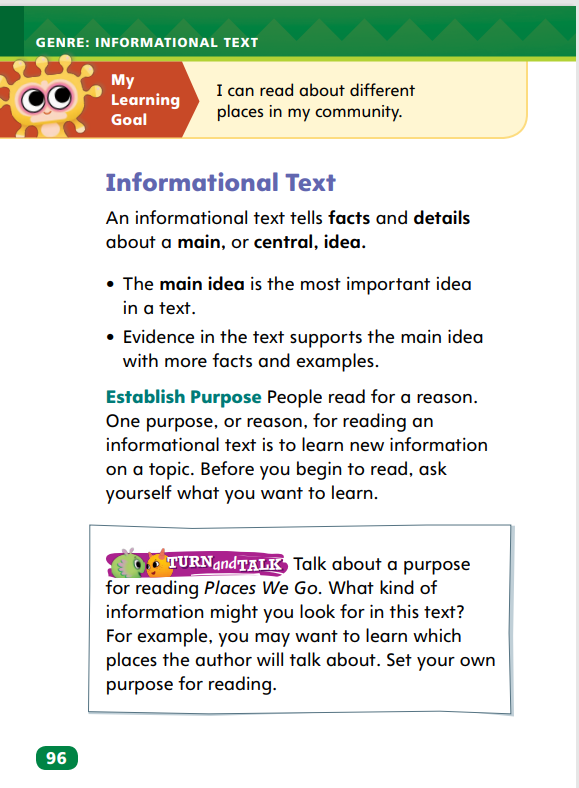 GENRE: INFORMATIONAL TEXT
My
Learning
Goal
I can read about different
places in my community.
Informational Text
An informational text tells facts and details
about a main, or central, idea.
• The main idea is the most important idea
in a text.
• Evidence in the text supports the main idea
with more facts and examples.
Establish Purpose People read for a reason.
One purpose, or reason, for reading an
informational text is to learn new information
on a topic. Before you begin to read, ask
yourself what you want to learn.
TURNandTALK Talk about a purpose
for reading Places We Go. What kind of
information might you look for in this text?
For example, you may want to learn which
places the author will talk about. Set your own
purpose for reading.
96